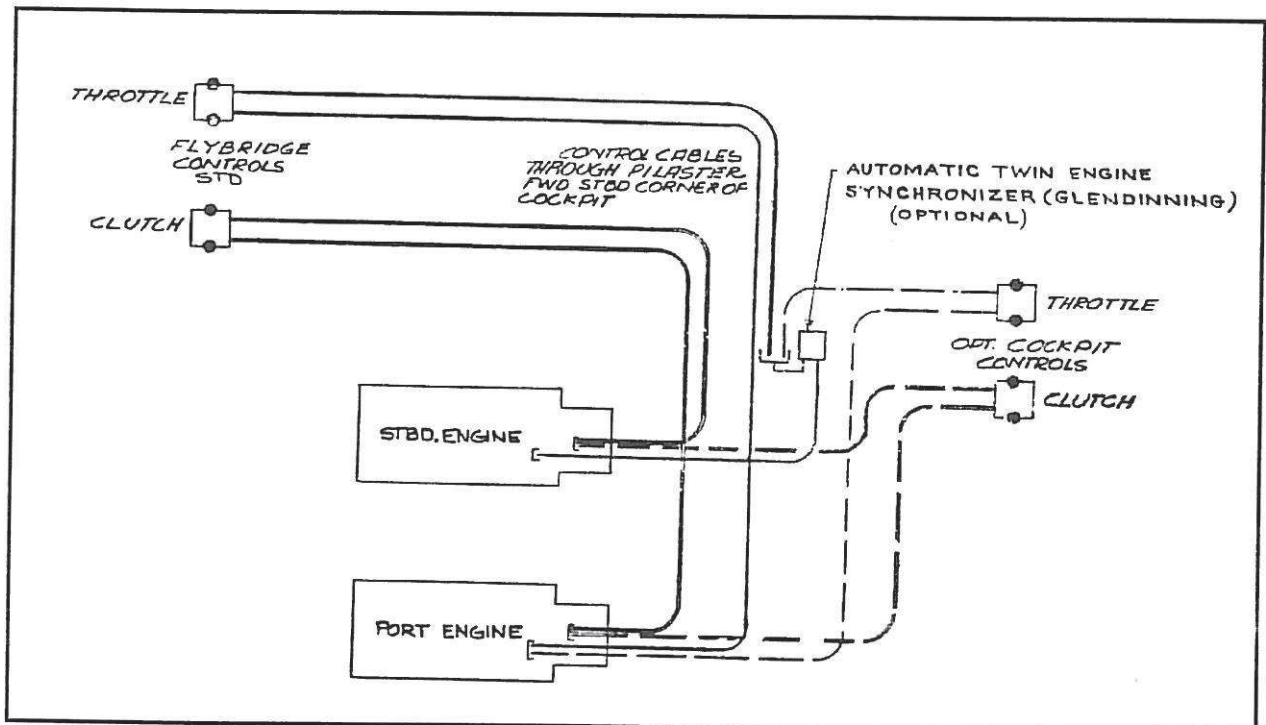 THROTTLE
FLYBRIDGE
CONTROLS
STD
CLUTCH
CONTROL CABLES
THROUGH PILASTER
FWD STBD CORNER OF
COCKPIT
AUTOMATIC TWIN ENGINE
SYNCHRONIZER (GLENDINNING)
(OPTIONAL)
THROTTLE
OPT. COCKPIT
CONTROLS
CLUTCH
STBD. ENGINE
PORT ENGINE